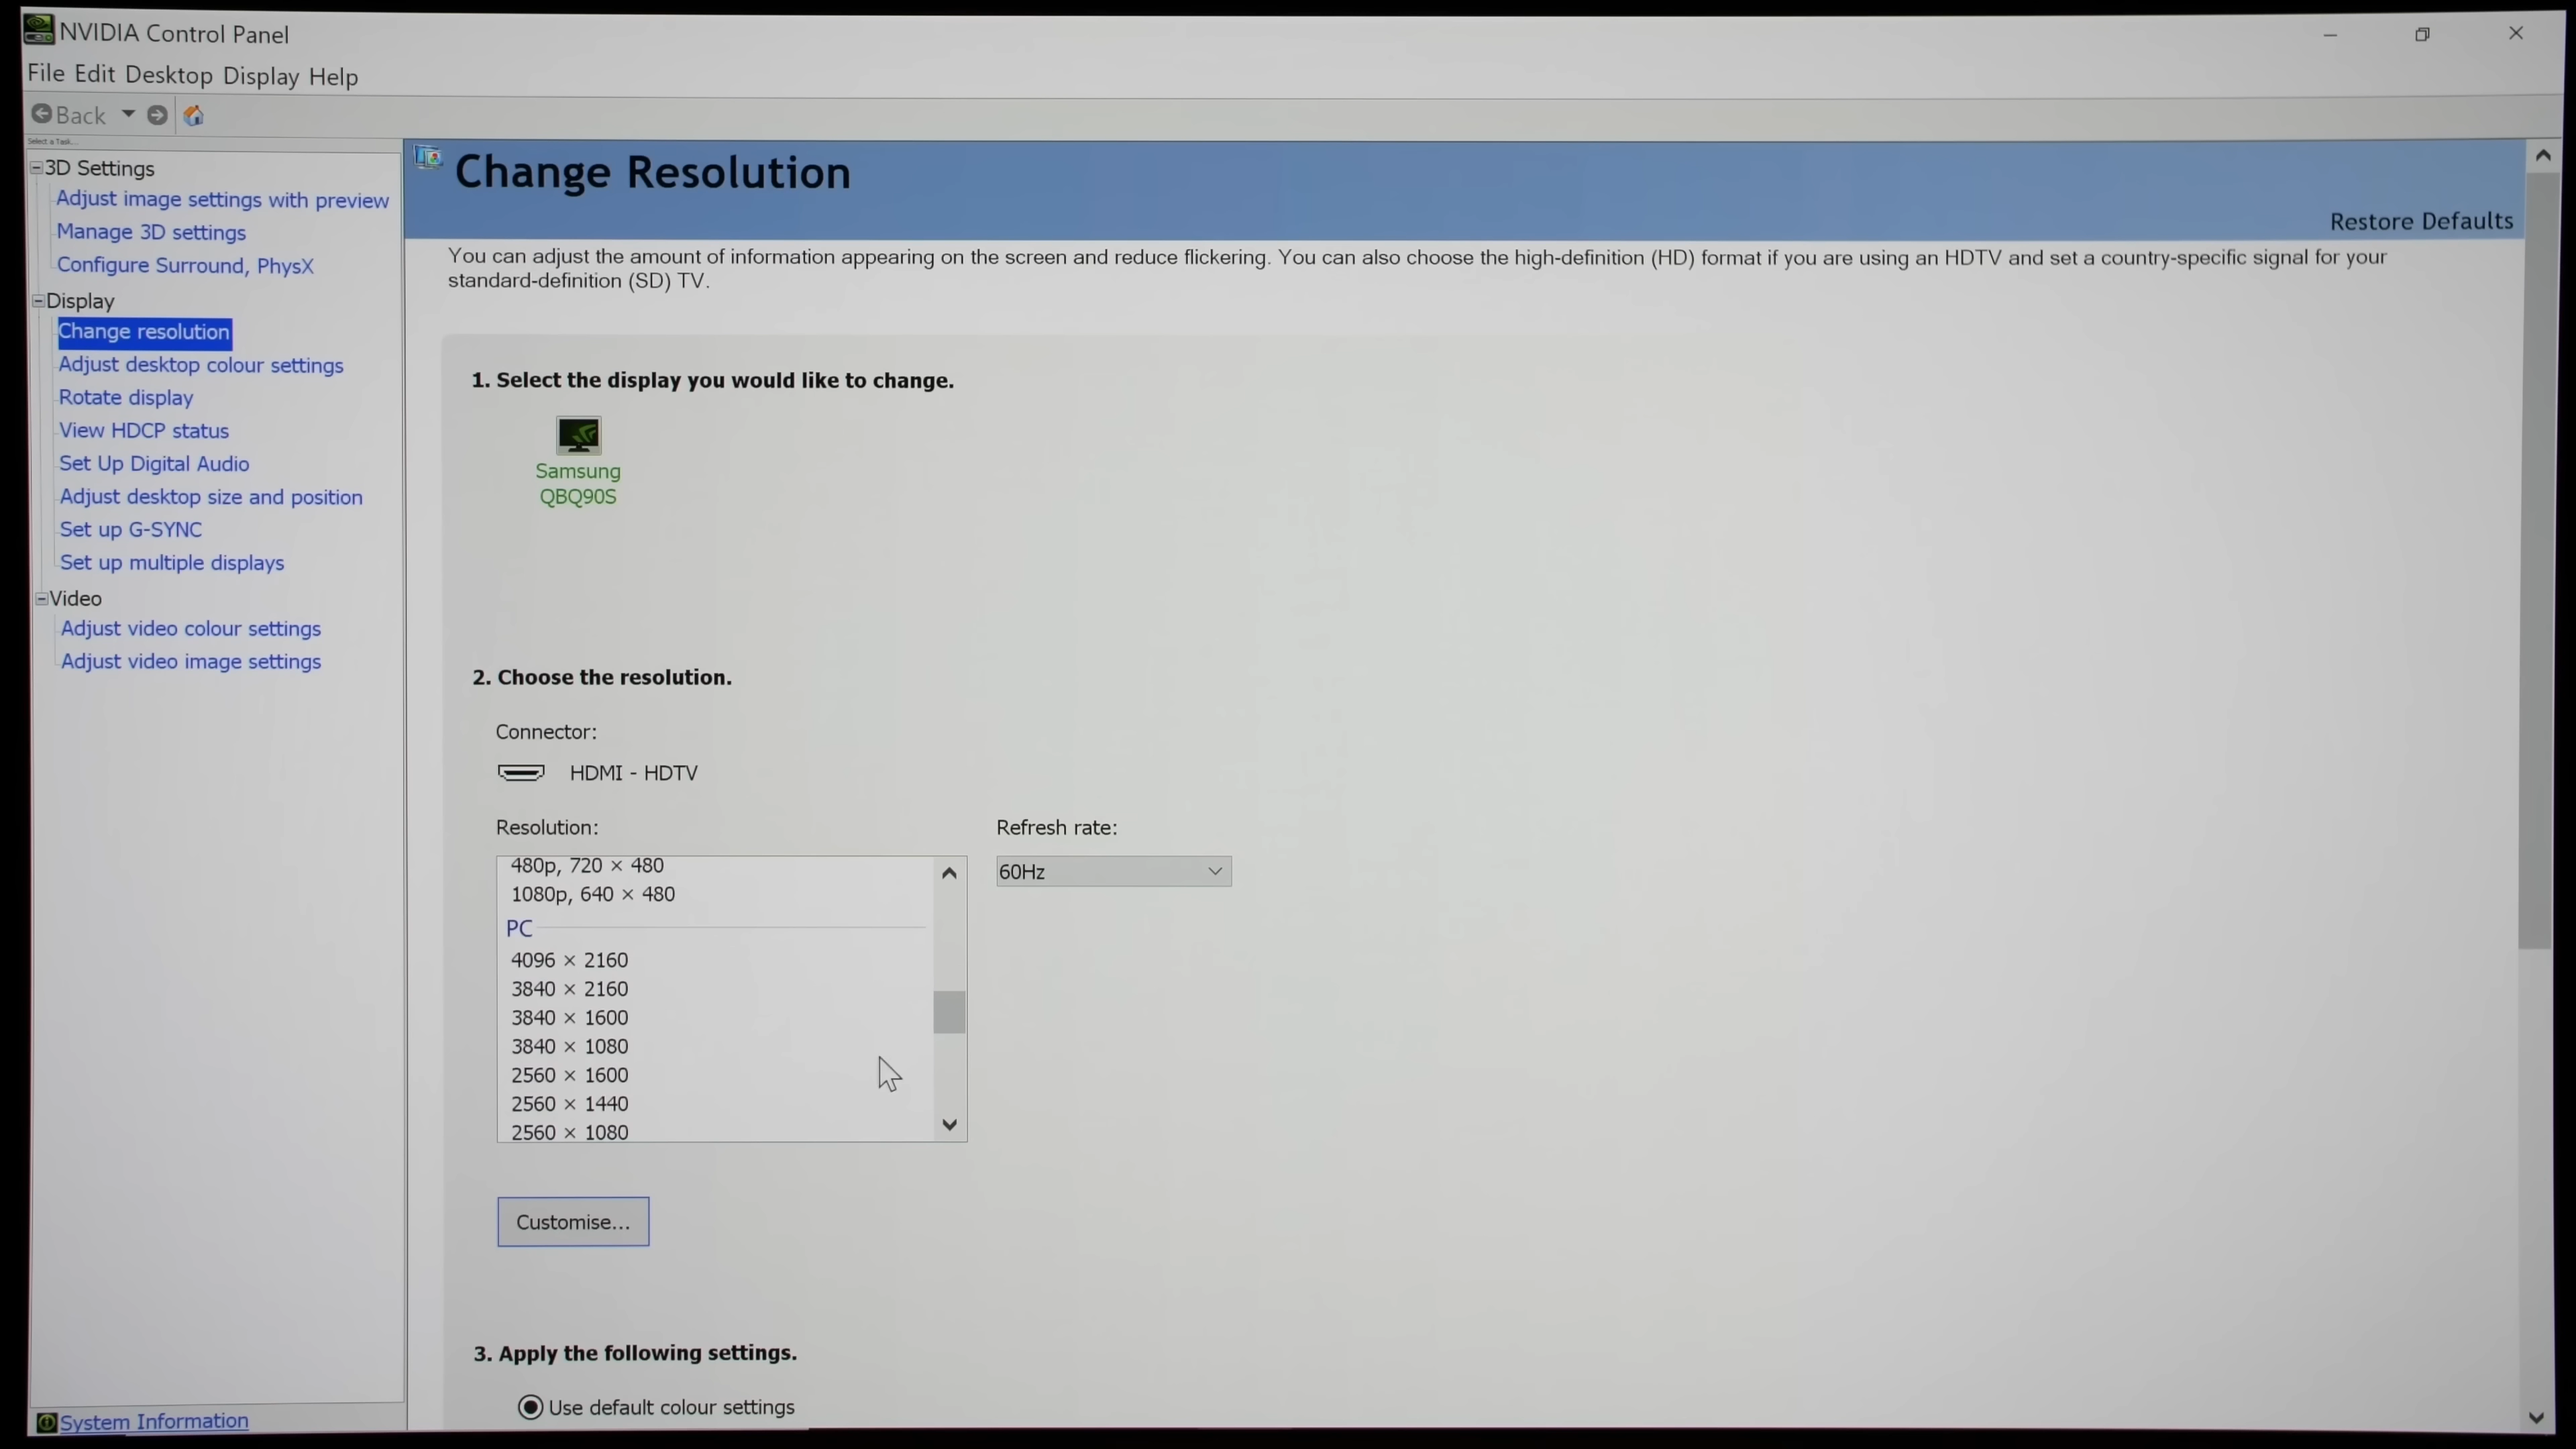 NVIDIA Control Panel
File Edit Desktop Display Help
Back
Select a Task...
3D Settings
Adjust image settings with preview
Manage 3D settings
Configure Surround, PhysX
Display
Change resolution
Adjust desktop colour settings
Rotate display
View HDCP status
Set Up Digital Audio
Adjust desktop size and position
Set up G-SYNC
Set up multiple displays
Video
Adjust video colour settings
Adjust video image settings
System Information
Change Resolution
Restore Defaults
You can adjust the amount of information appearing on the screen and reduce flickering. You can also choose the high-definition (HD) format if you are using an HDTV and set a country-specific signal for your
standard-definition (SD) TV.
1. Select the display you would like to change.
Samsung
QBQ90S
2. Choose the resolution.
Connector:
HDMI - HDTV
Resolution:
Refresh rate:
480p, 720 × 480
60Hz
1080p, 640 × 480
PC
4096 × 2160
3840 × 2160
3840 × 1600
3840 × 1080
2560 × 1600
2560 × 1440
2560 × 1080
Customise...
3. Apply the following settings.
Use default colour settings